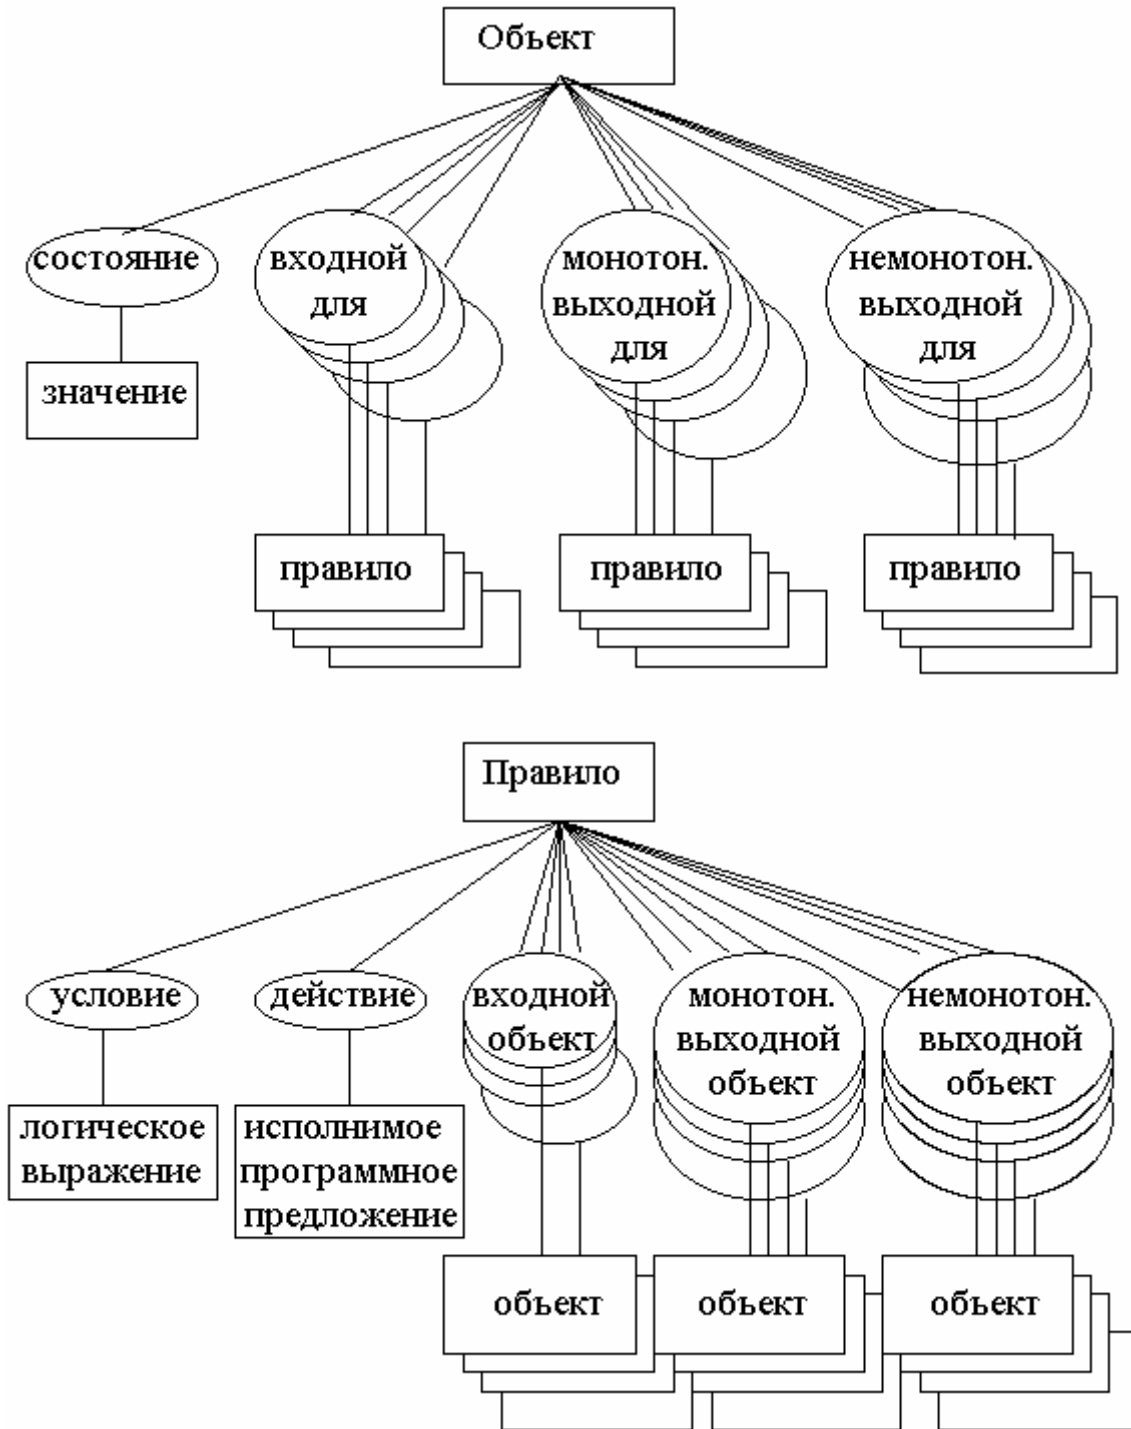 Объект
состояние
входной
для
монотон.
выходной
для
немонотон.
выходной
для
значение
правило
правило
правило
Правило
условие
действие
входной
объект
монотон.
выходной
объект
немонотон.
выходной
объект
логическое
выражение
исполнимое
программное
предложение
объект
объект
объект